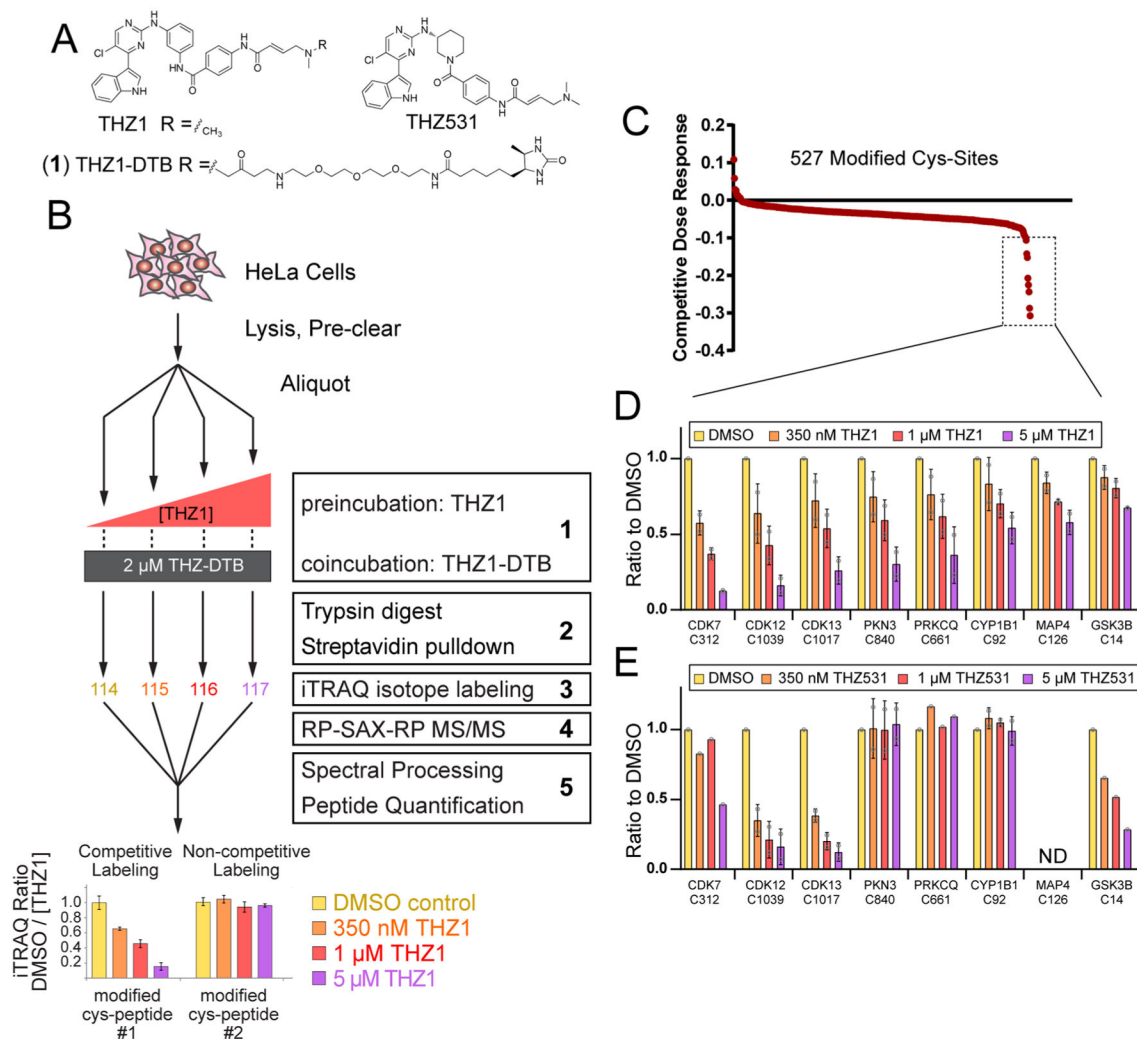 A
Cl
N
N
H
N
HN
O
H
N
O
N
R
NH
THZ1 R = CH3
Cl
N
N
HN
N
O
N
H
O
N
NH
THZ531
(1) THZ1-DTB R =
O
N
H
O
O
O
H
N
O
HN
NH
O
B
HeLa Cells
Lysis, Pre-clear
Aliquot
[THZ1]
2 µM THZ-DTB
preincubation: THZ1
coincubation: THZ1-DTB
1
Trypsin digest
Streptavidin pulldown
2
114
115
116
117
iTRAQ isotope labeling 3
RP-SAX-RP MS/MS 4
Spectral Processing
Peptide Quantification
5
Competitive Labeling
Non-competitive Labeling
iTRAQ Ratio
DMSO / [THZ1]
1.0
0.8
0.6
0.4
0.2
modified
cys-peptide
#1
modified
cys-peptide
#2
DMSO control
350 nM THZ1
1 µM THZ1
5 µM THZ1
C
Competitive Dose Response
0.2
0.1
0.0
-0.1
-0.2
-0.3
-0.4
527 Modified Cys-Sites
D
DMSO 350 nM THZ1 1 µM THZ1 5 µM THZ1
Ratio to DMSO
1.0
0.5
0.0
CDK7
C312
CDK12
C1039
CDK13
C1017
PKN3
C840
PRKCQ
C661
CYP1B1
C92
MAP4
C126
GSK3B
C14
E
DMSO 350 nM THZ531 1 µM THZ531 5 µM THZ531
Ratio to DMSO
1.0
0.5
0.0
ND
CDK7
C312
CDK12
C1039
CDK13
C1017
PKN3
C840
PRKCQ
C661
CYP1B1
C92
MAP4
C126
GSK3B
C14